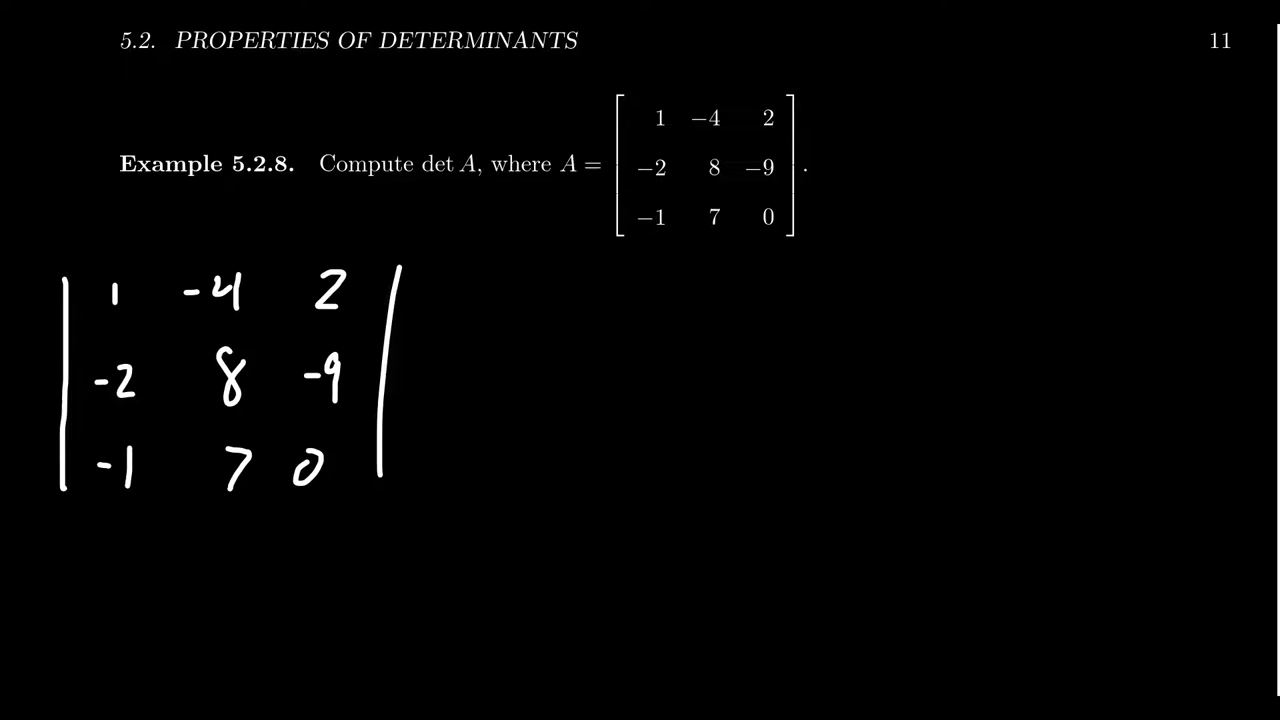 5.2. PROPERTIES OF DETERMINANTS 11
Example 5.2.8. Compute det A, where A = [ 1 −4 2
−2 8 −9
−1 7 0 ].
| 1 -4 2 |
| -2 8 -9 |
| -1 7 0 |